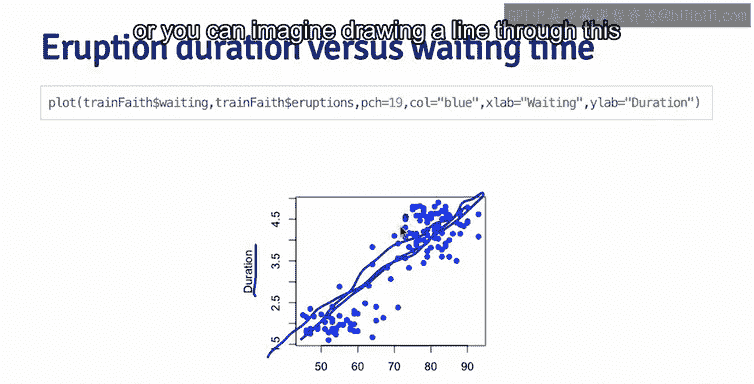 or you can imagine drawing a line through this
Eruption duration versus waiting time
plot(trainFaith$waiting,trainFaith$eruptions,pch=19,col="blue",xlab="Waiting",ylab="Duration")
4.5
3.5
Duration
2.5
.5
50 60 70 80 90